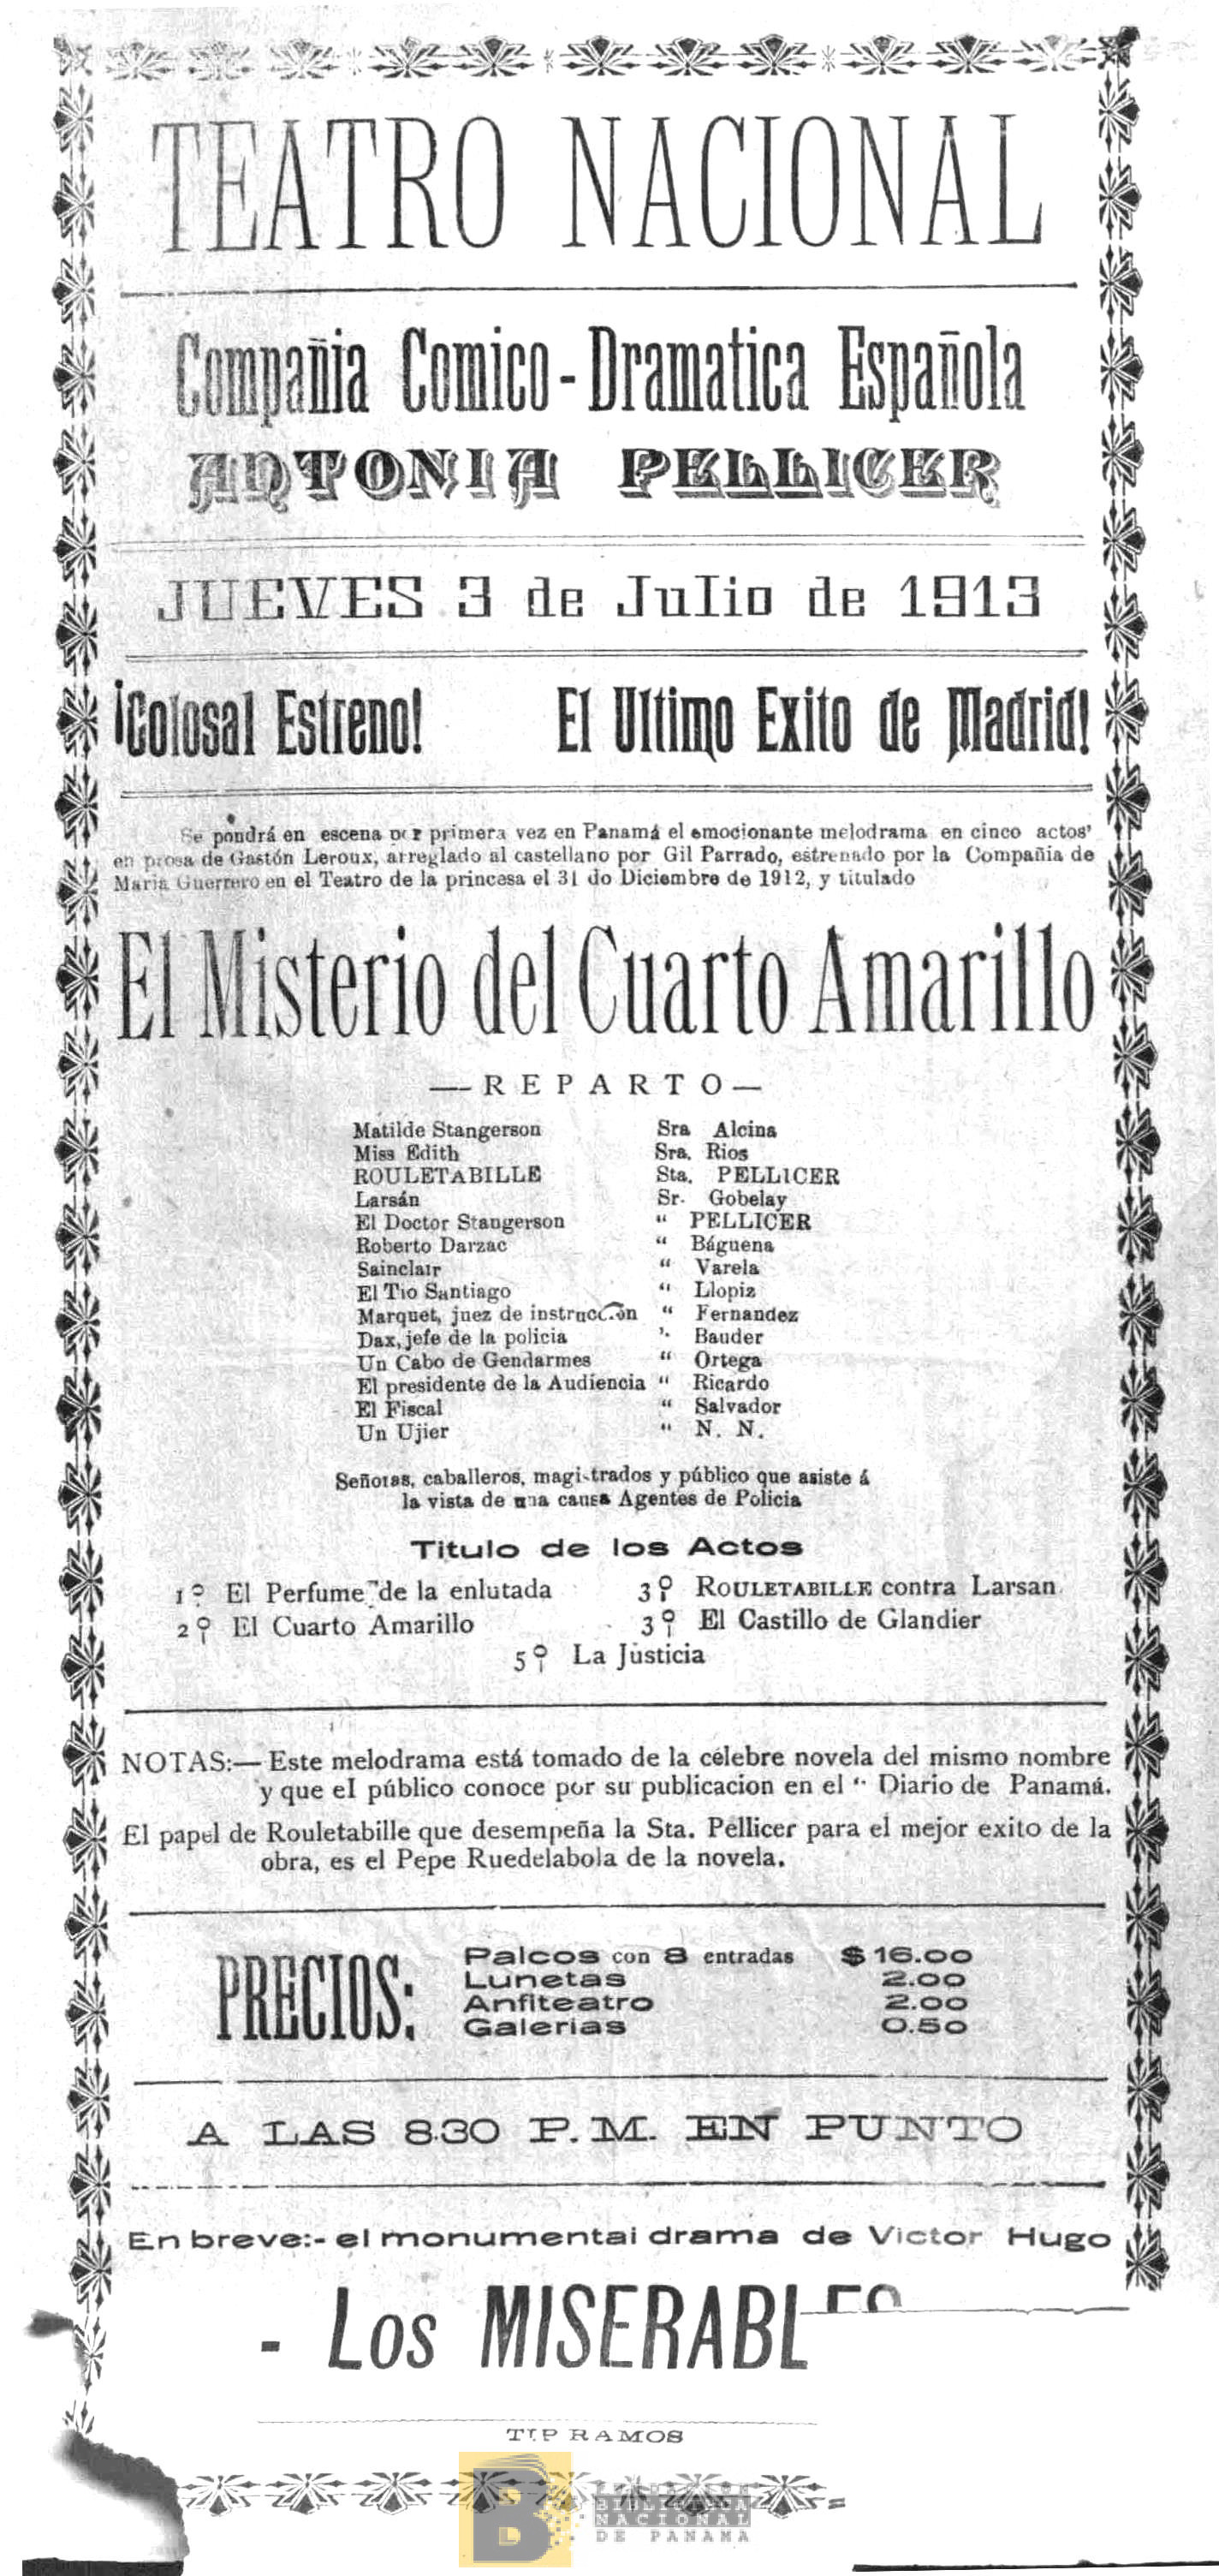 TEATRO NACIONAL
Compañia Comico-Dramatica Española
ANTONIA PELLICER
JUEVES 3 de Julio de 1913
¡Colosal Estreno! El Ultimo Exito de Madrid!
Se pondrá en escena por primera vez en Panamá el emocionante melodrama en cinco actos'
en prosa de Gastón Leroux, arreglado al castellano por Gil Parrado, estrenado por la Compañia de
Maria Guerrero en el Teatro de la princesa el 31 do Diciembre de 1912, y titulado
El Misterio del Cuarto Amarillo
—REPARTO—
Matilde Stangerson Sra Alcina
Miss Edith Sra. Rios
ROULETABILLE Sta. PELLICER
Larsán Sr. Gobelay
El Doctor Stangerson " PELLICER
Roberto Darzac " Báguena
Sainclair " Varela
El Tio Santiago " Llopiz
Marquet, juez de instrucción " Fernandez
Dax, jefe de la policia " Bauder
Un Cabo de Gendarmes " Ortega
El presidente de la Audiencia " Ricardo
El Fiscal " Salvador
Un Ujier " N. N.
Señoras, caballeros, magistrados y público que asiste á
la vista de una causa Agentes de Policia
Titulo de los Actos
1º El Perfume de la enlutada 3º ROULETABILLE contra Larsan
2º El Cuarto Amarillo 3º El Castillo de Glandier
5º La Justicia
NOTAS:— Este melodrama está tomado de la célebre novela del mismo nombre
y que el público conoce por su publicacion en el " Diario de Panamá.
El papel de Rouletabille que desempeña la Sta. Pellicer para el mejor exito de la
obra, es el Pepe Ruedelabola de la novela.
PRECIOS:
Palcos con 8 entradas $ 16.00
Lunetas 2.00
Anfiteatro 2.00
Galerias 0.50
A LAS 8.30 P. M. EN PUNTO
En breve:- el monumental drama de Victor Hugo
- Los MISERABLES
TIP RAMOS
B
FUNDACIÓN
BIBLIOTECA
NACIONAL
DE PANAMÁ